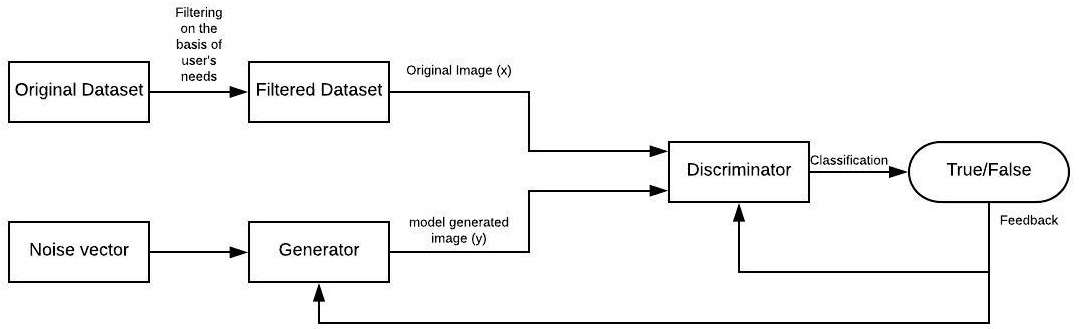 Filtering
on the
basis of
user's
needs
Original Dataset
Filtered Dataset
Original Image (x)
Discriminator
Classification
True/False
Feedback
Noise vector
Generator
model generated
image (y)